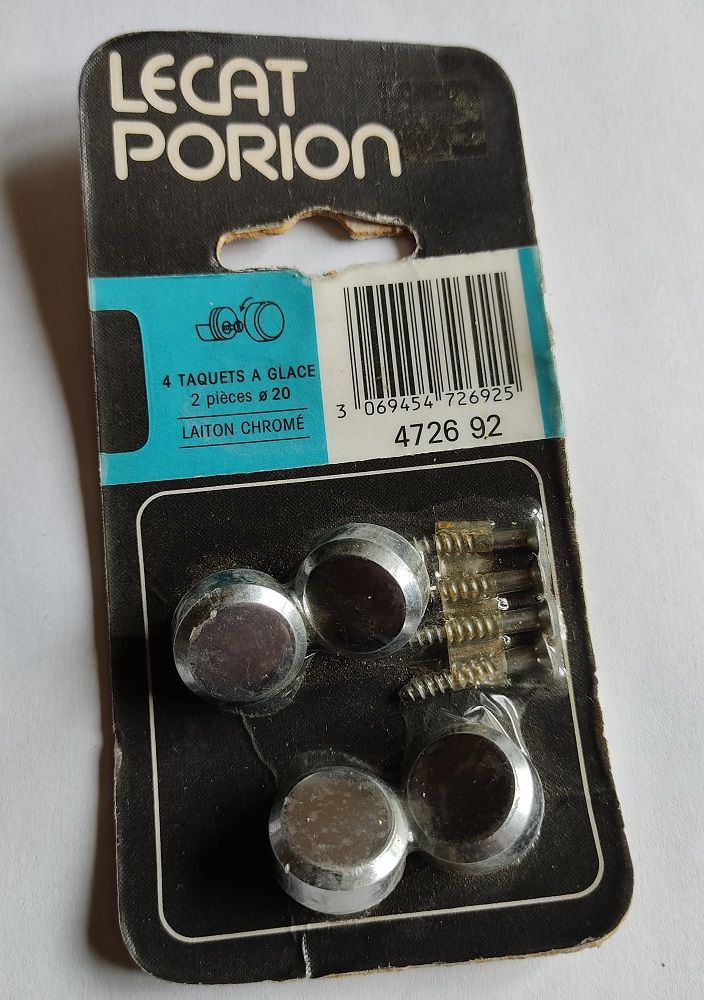 LECAT
PORION
4 TAQUETS A GLACE
2 pièces ø 20
LAITON CHROMÉ
3 069454 726925
4726 92